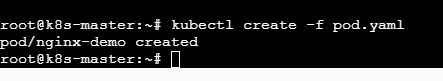 root@k8s-master:~# kubectl create -f pod.yaml
pod/nginx-demo created
root@k8s-master:~#